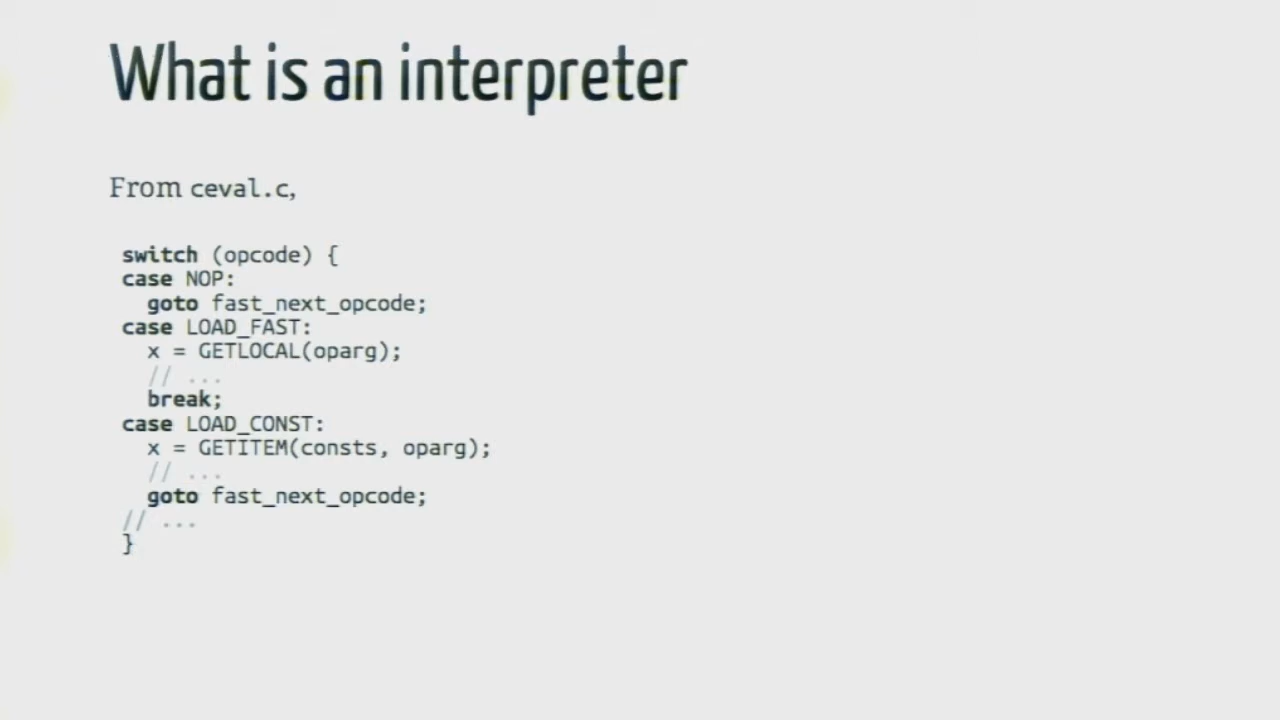 What is an interpreter
From ceval.c,
switch (opcode) {
case NOP:
goto fast_next_opcode;
case LOAD_FAST:
x = GETLOCAL(oparg);
// ...
break;
case LOAD_CONST:
x = GETITEM(consts, oparg);
// ...
goto fast_next_opcode;
// ...
}